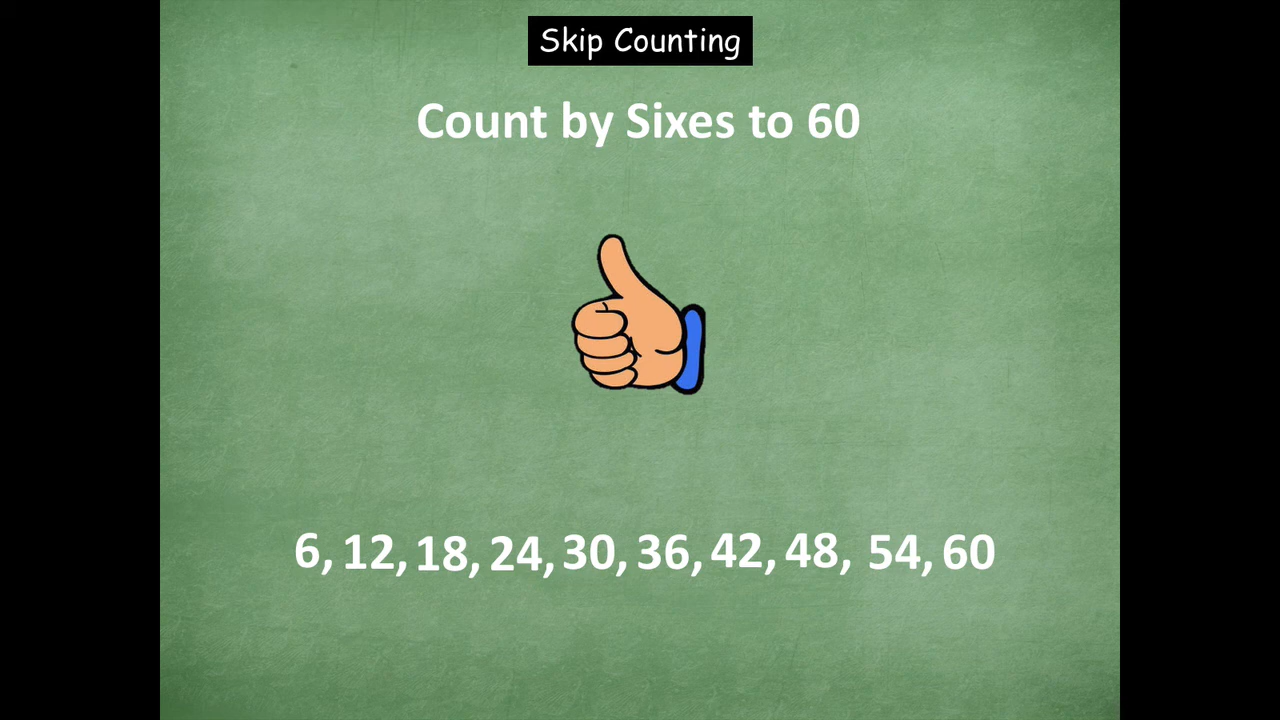 Skip Counting
Count by Sixes to 60
6, 12, 18, 24, 30, 36, 42, 48, 54, 60